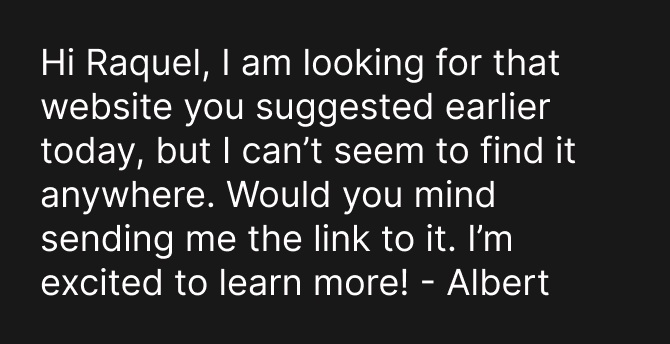 Hi Raquel, I am looking for that
website you suggested earlier
today, but I can’t seem to find it
anywhere. Would you mind
sending me the link to it. I’m
excited to learn more! - Albert